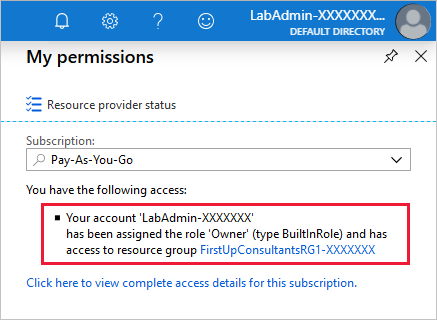 LabAdmin-XXXXXXX...
DEFAULT DIRECTORY
My permissions
Resource provider status
Subscription:
Pay-As-You-Go
You have the following access:
Your account 'LabAdmin-XXXXXXX'
has been assigned the role 'Owner' (type BuiltInRole) and has
access to resource group FirstUpConsultantsRG1-XXXXXXX
Click here to view complete access details for this subscription.